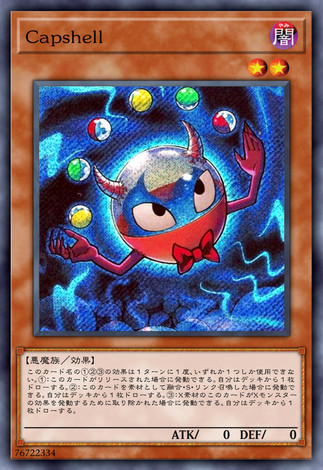 Capshell
闇
やみ
【悪魔族／効果】
このカード名の①②③の効果は１ターンに１度、いずれか１つしか使用できな
い。①：このカードがリリースされた場合に発動できる。自分はデッキから１枚
ドローする。②：このカードを素材として融合・S・リンク召喚した場合に発動で
きる。自分はデッキから１枚ドローする。③：X素材のこのカードがXモンスター
の効果を発動するために取り除かれた場合に発動できる。自分はデッキから１枚
ドローする。
ATK/ 0 DEF/ 0
76722334